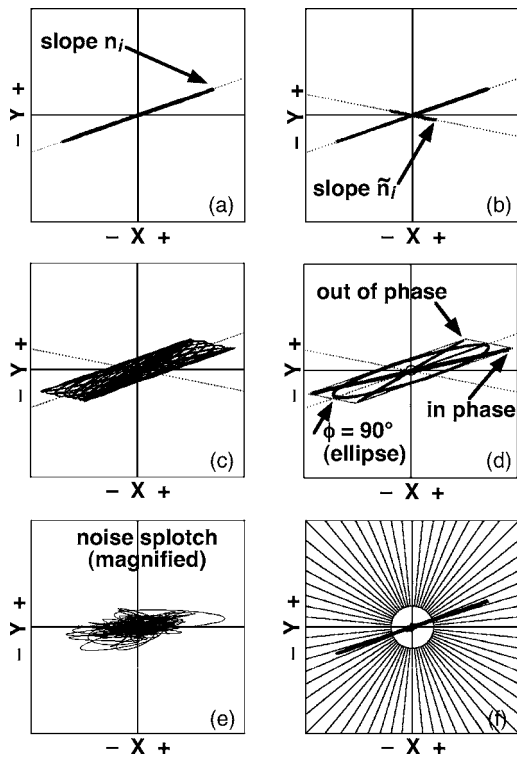 slope nᵢ
Y +
−
(a)
− X +
Y +
−
slope ñᵢ
(b)
− X +
Y +
−
(c)
− X +
out of phase
Y +
−
in phase
ϕ = 90°
(ellipse)
(d)
− X +
noise splotch
(magnified)
Y +
−
(e)
− X +
Y +
−
(f)
− X +